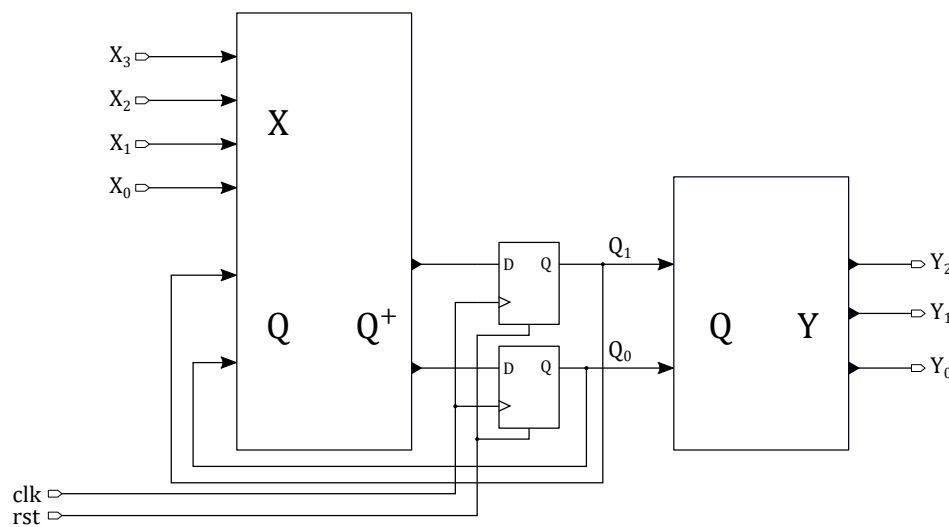 X₃
X₂
X₁
X₀
X
Q
Q⁺
D Q
D Q
Q₁
Q₀
Q
Y
Y₂
Y₁
Y₀
clk
rst